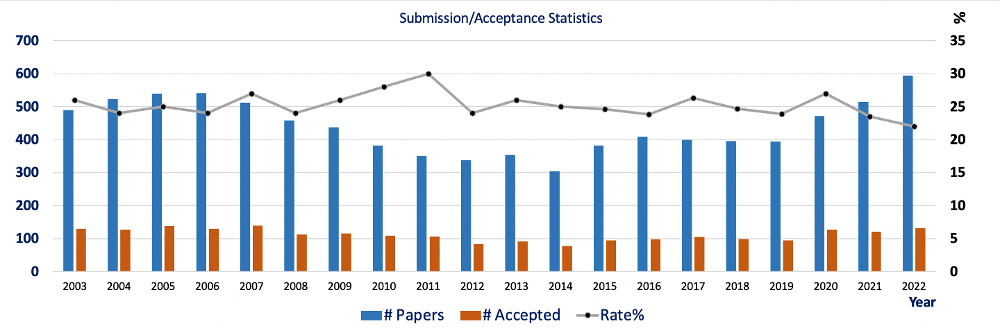 Submission/Acceptance Statistics
%
700 35
600 30
500 25
400 20
300 15
200 10
100 5
0 0
2003 2004 2005 2006 2007 2008 2009 2010 2011 2012 2013 2014 2015 2016 2017 2018 2019 2020 2021 2022
Year
# Papers # Accepted Rate%